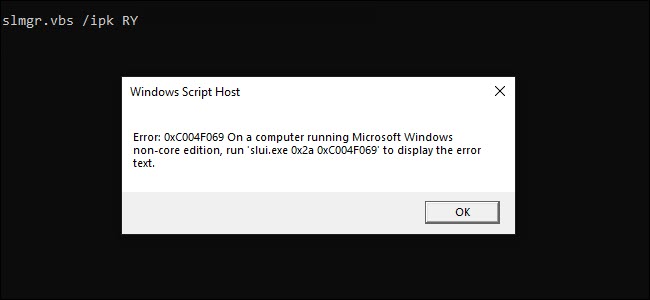 slmgr.vbs /ipk RY
Windows Script Host
Error: 0xC004F069 On a computer running Microsoft Windows
non-core edition, run 'slui.exe 0x2a 0xC004F069' to display the error
text.
OK